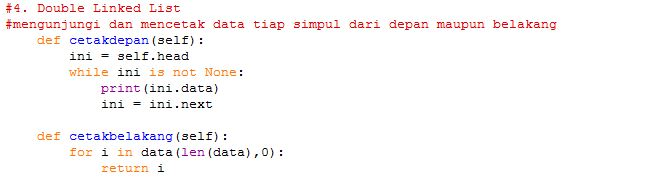 #4. Double Linked List
#mengunjungi dan mencetak data tiap simpul dari depan maupun belakang
    def cetakdepan(self):
        ini = self.head
        while ini is not None:
            print(ini.data)
            ini = ini.next

    def cetakbelakang(self):
        for i in data(len(data),0):
            return i